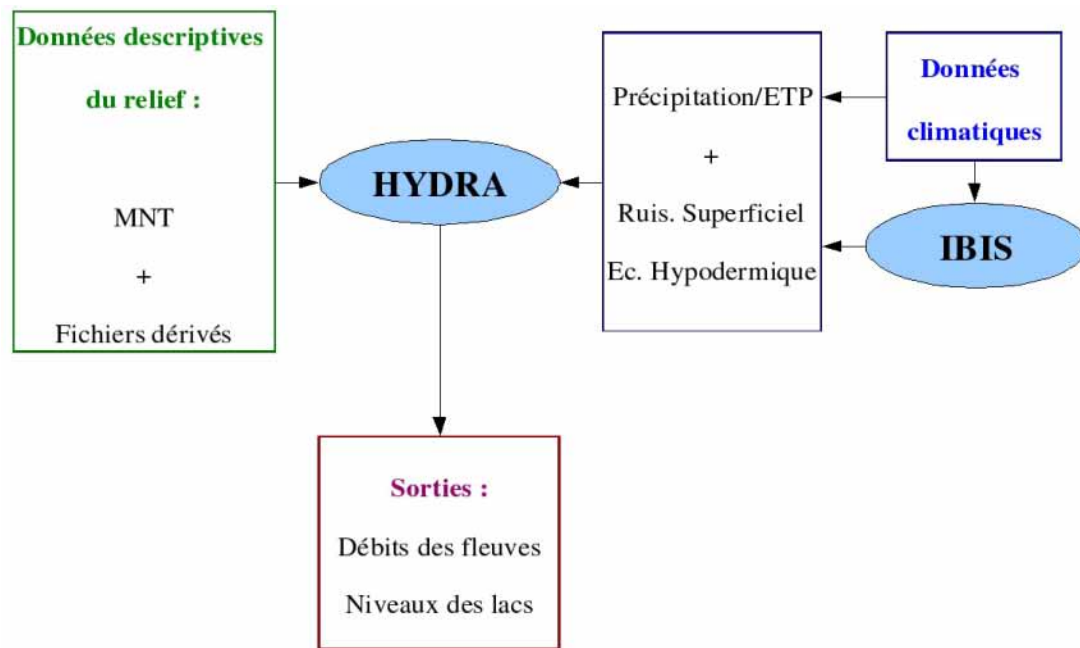 Données descriptives
du relief :
MNT
+
Fichiers dérivés
HYDRA
Précipitation/ETP
+
Ruis. Superficiel
Ec. Hypodermique
Données
climatiques
IBIS
Sorties :
Débits des fleuves
Niveaux des lacs